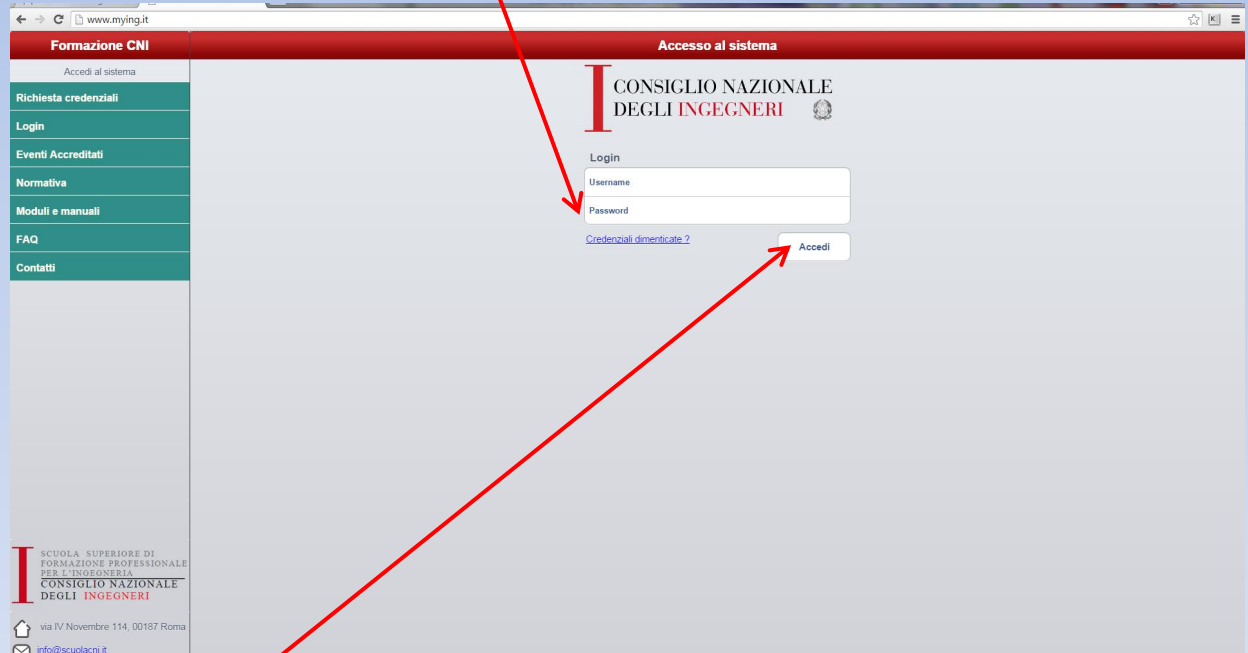 www.mying.it
Formazione CNI
Accesso al sistema
Accedi al sistema
Richiesta credenziali
Login
Eventi Accreditati
Normativa
Moduli e manuali
FAQ
Contatti
CONSIGLIO NAZIONALE
DEGLI INGEGNERI
Login
Username
Password
Credenziali dimenticate ?
Accedi
SCUOLA SUPERIORE DI
FORMAZIONE PROFESSIONALE
PER L'INGEGNERIA
CONSIGLIO NAZIONALE
DEGLI INGEGNERI
via IV Novembre 114, 00187 Roma
info@scuolacni.it